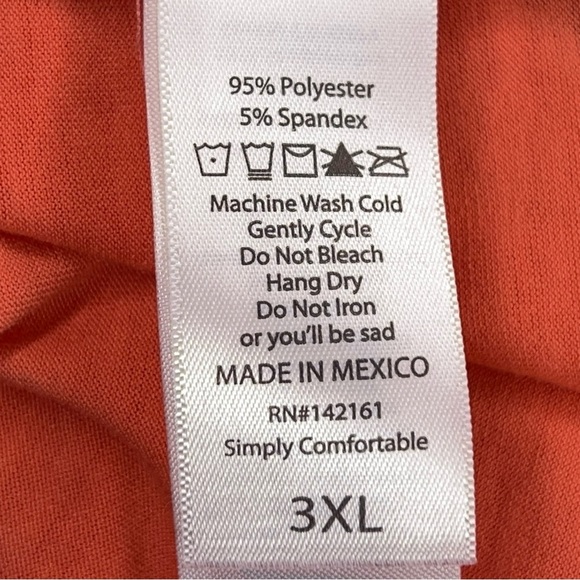 95% Polyester
5% Spandex
Machine Wash Cold
Gently Cycle
Do Not Bleach
Hang Dry
Do Not Iron
or you'll be sad
MADE IN MEXICO
RN#142161
Simply Comfortable
3XL